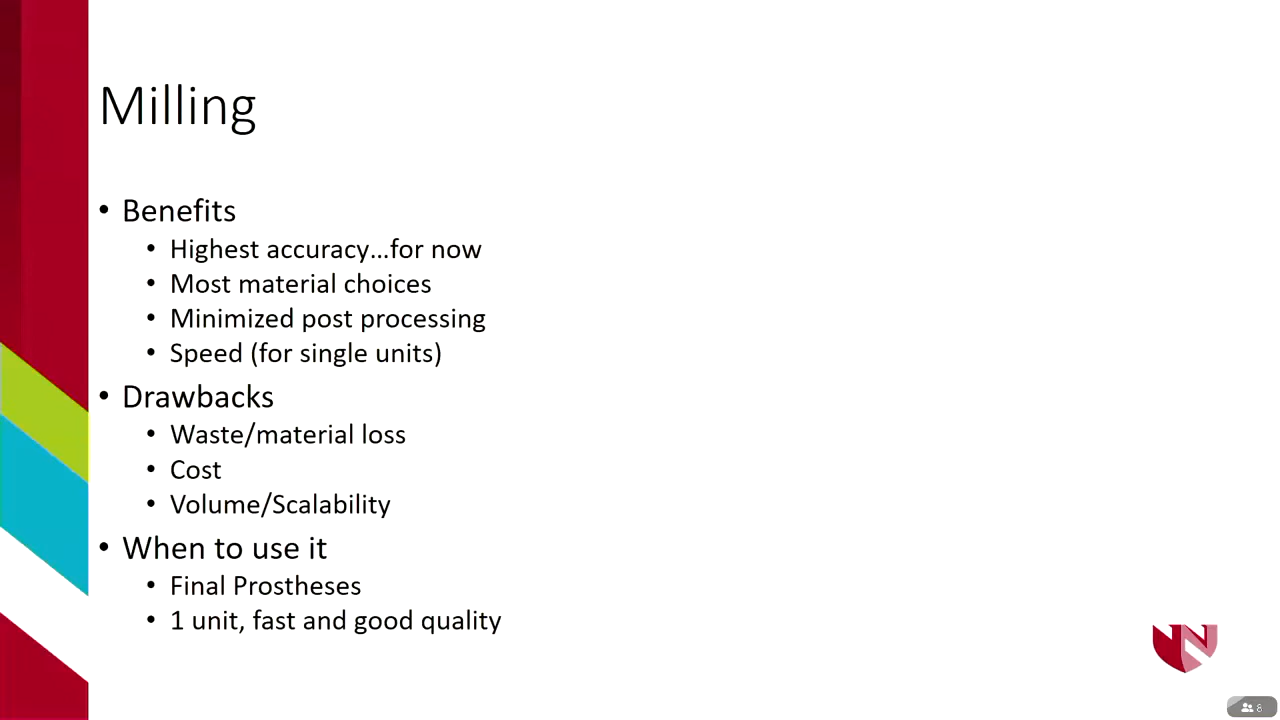 Milling
• Benefits
• Highest accuracy...for now
• Most material choices
• Minimized post processing
• Speed (for single units)
• Drawbacks
• Waste/material loss
• Cost
• Volume/Scalability
• When to use it
• Final Prostheses
• 1 unit, fast and good quality